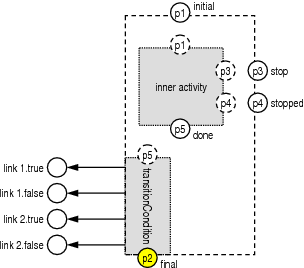 p1 initial
p1
p3 p3 stop
inner activity
p4 p4 stopped
p5 done
p5
transitionCondition
link 1.true
link 1.false
link 2.true
link 2.false
p2 final